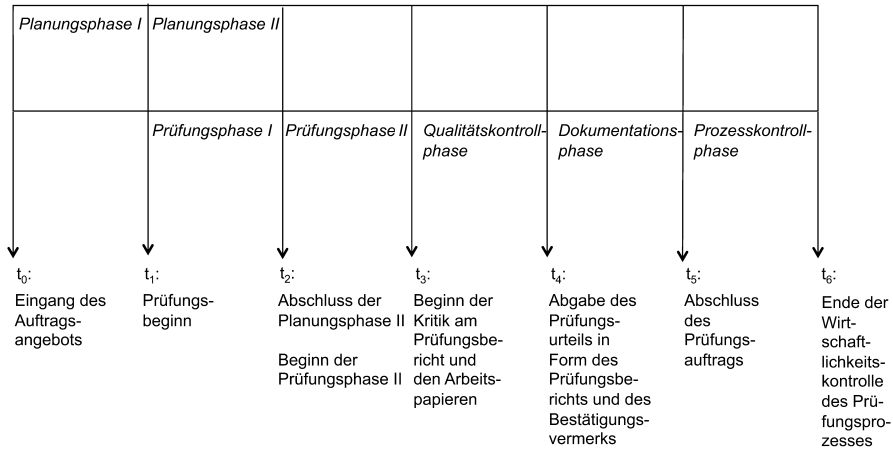 Planungsphase I
Planungsphase II
Prüfungsphase I
Prüfungsphase II
Qualitätskontroll-
phase
Dokumentations-
phase
Prozesskontroll-
phase
t0:
Eingang des
Auftrags-
angebots
t1:
Prüfungs-
beginn
t2:
Abschluss der
Planungsphase II
Beginn der
Prüfungsphase II
t3:
Beginn der
Kritik am
Prüfungsbe-
richt und
den Arbeits-
papieren
t4:
Abgabe des
Prüfungs-
urteils in
Form des
Prüfungsbe-
richts und des
Bestätigungs-
vermerks
t5:
Abschluss
des
Prüfungs-
auftrags
t6:
Ende der
Wirt-
schaft-
lichkeits-
kontrolle
des Prü-
fungspro-
zesses